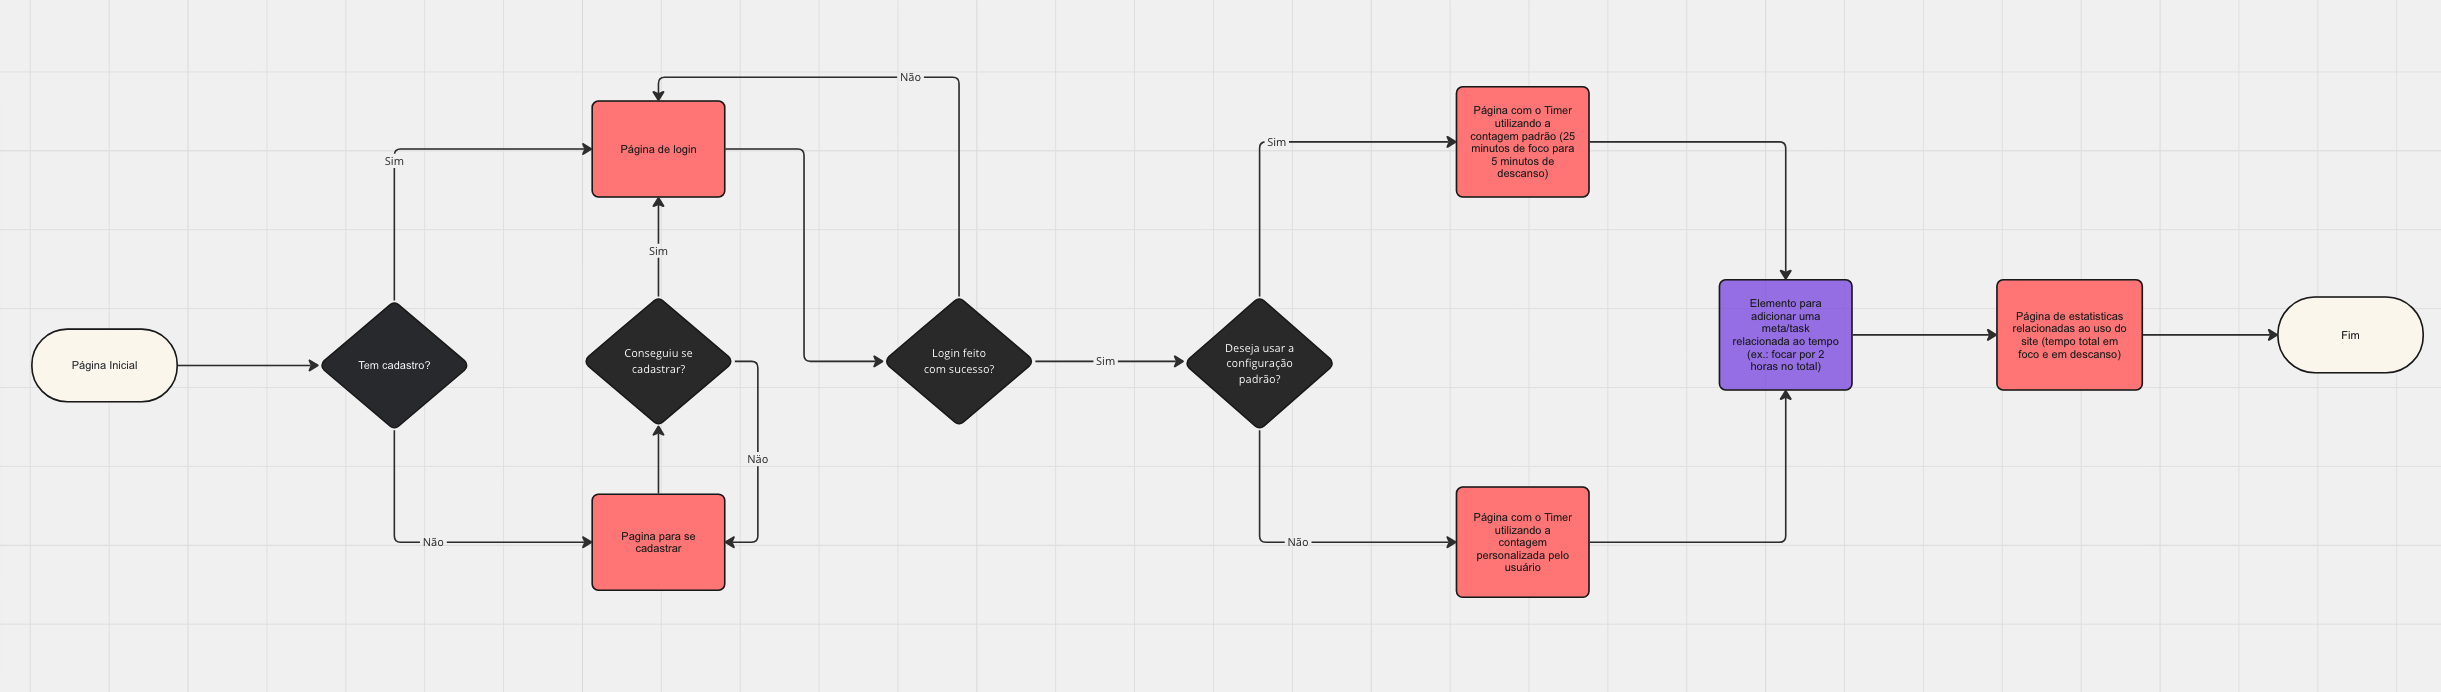 Página Inicial
Tem cadastro?
Sim
Não
Página de login
Sim
Conseguiu se
cadastrar?
Não
Pagina para se
cadastrar
Não
Login feito
com sucesso?
Sim
Deseja usar a
configuração
padrão?
Sim
Não
Página com o Timer
utilizando a
contagem padrão (25
minutos de foco para
5 minutos de
descanso)
Página com o Timer
utilizando a
contagem
personalizada pelo
usuário
Elemento para
adicionar uma
meta/task
relacionada ao tempo
(ex.: focar por 2
horas no total)
Página de estatisticas
relacionadas ao uso do
site (tempo total em
foco e em descanso)
Fim